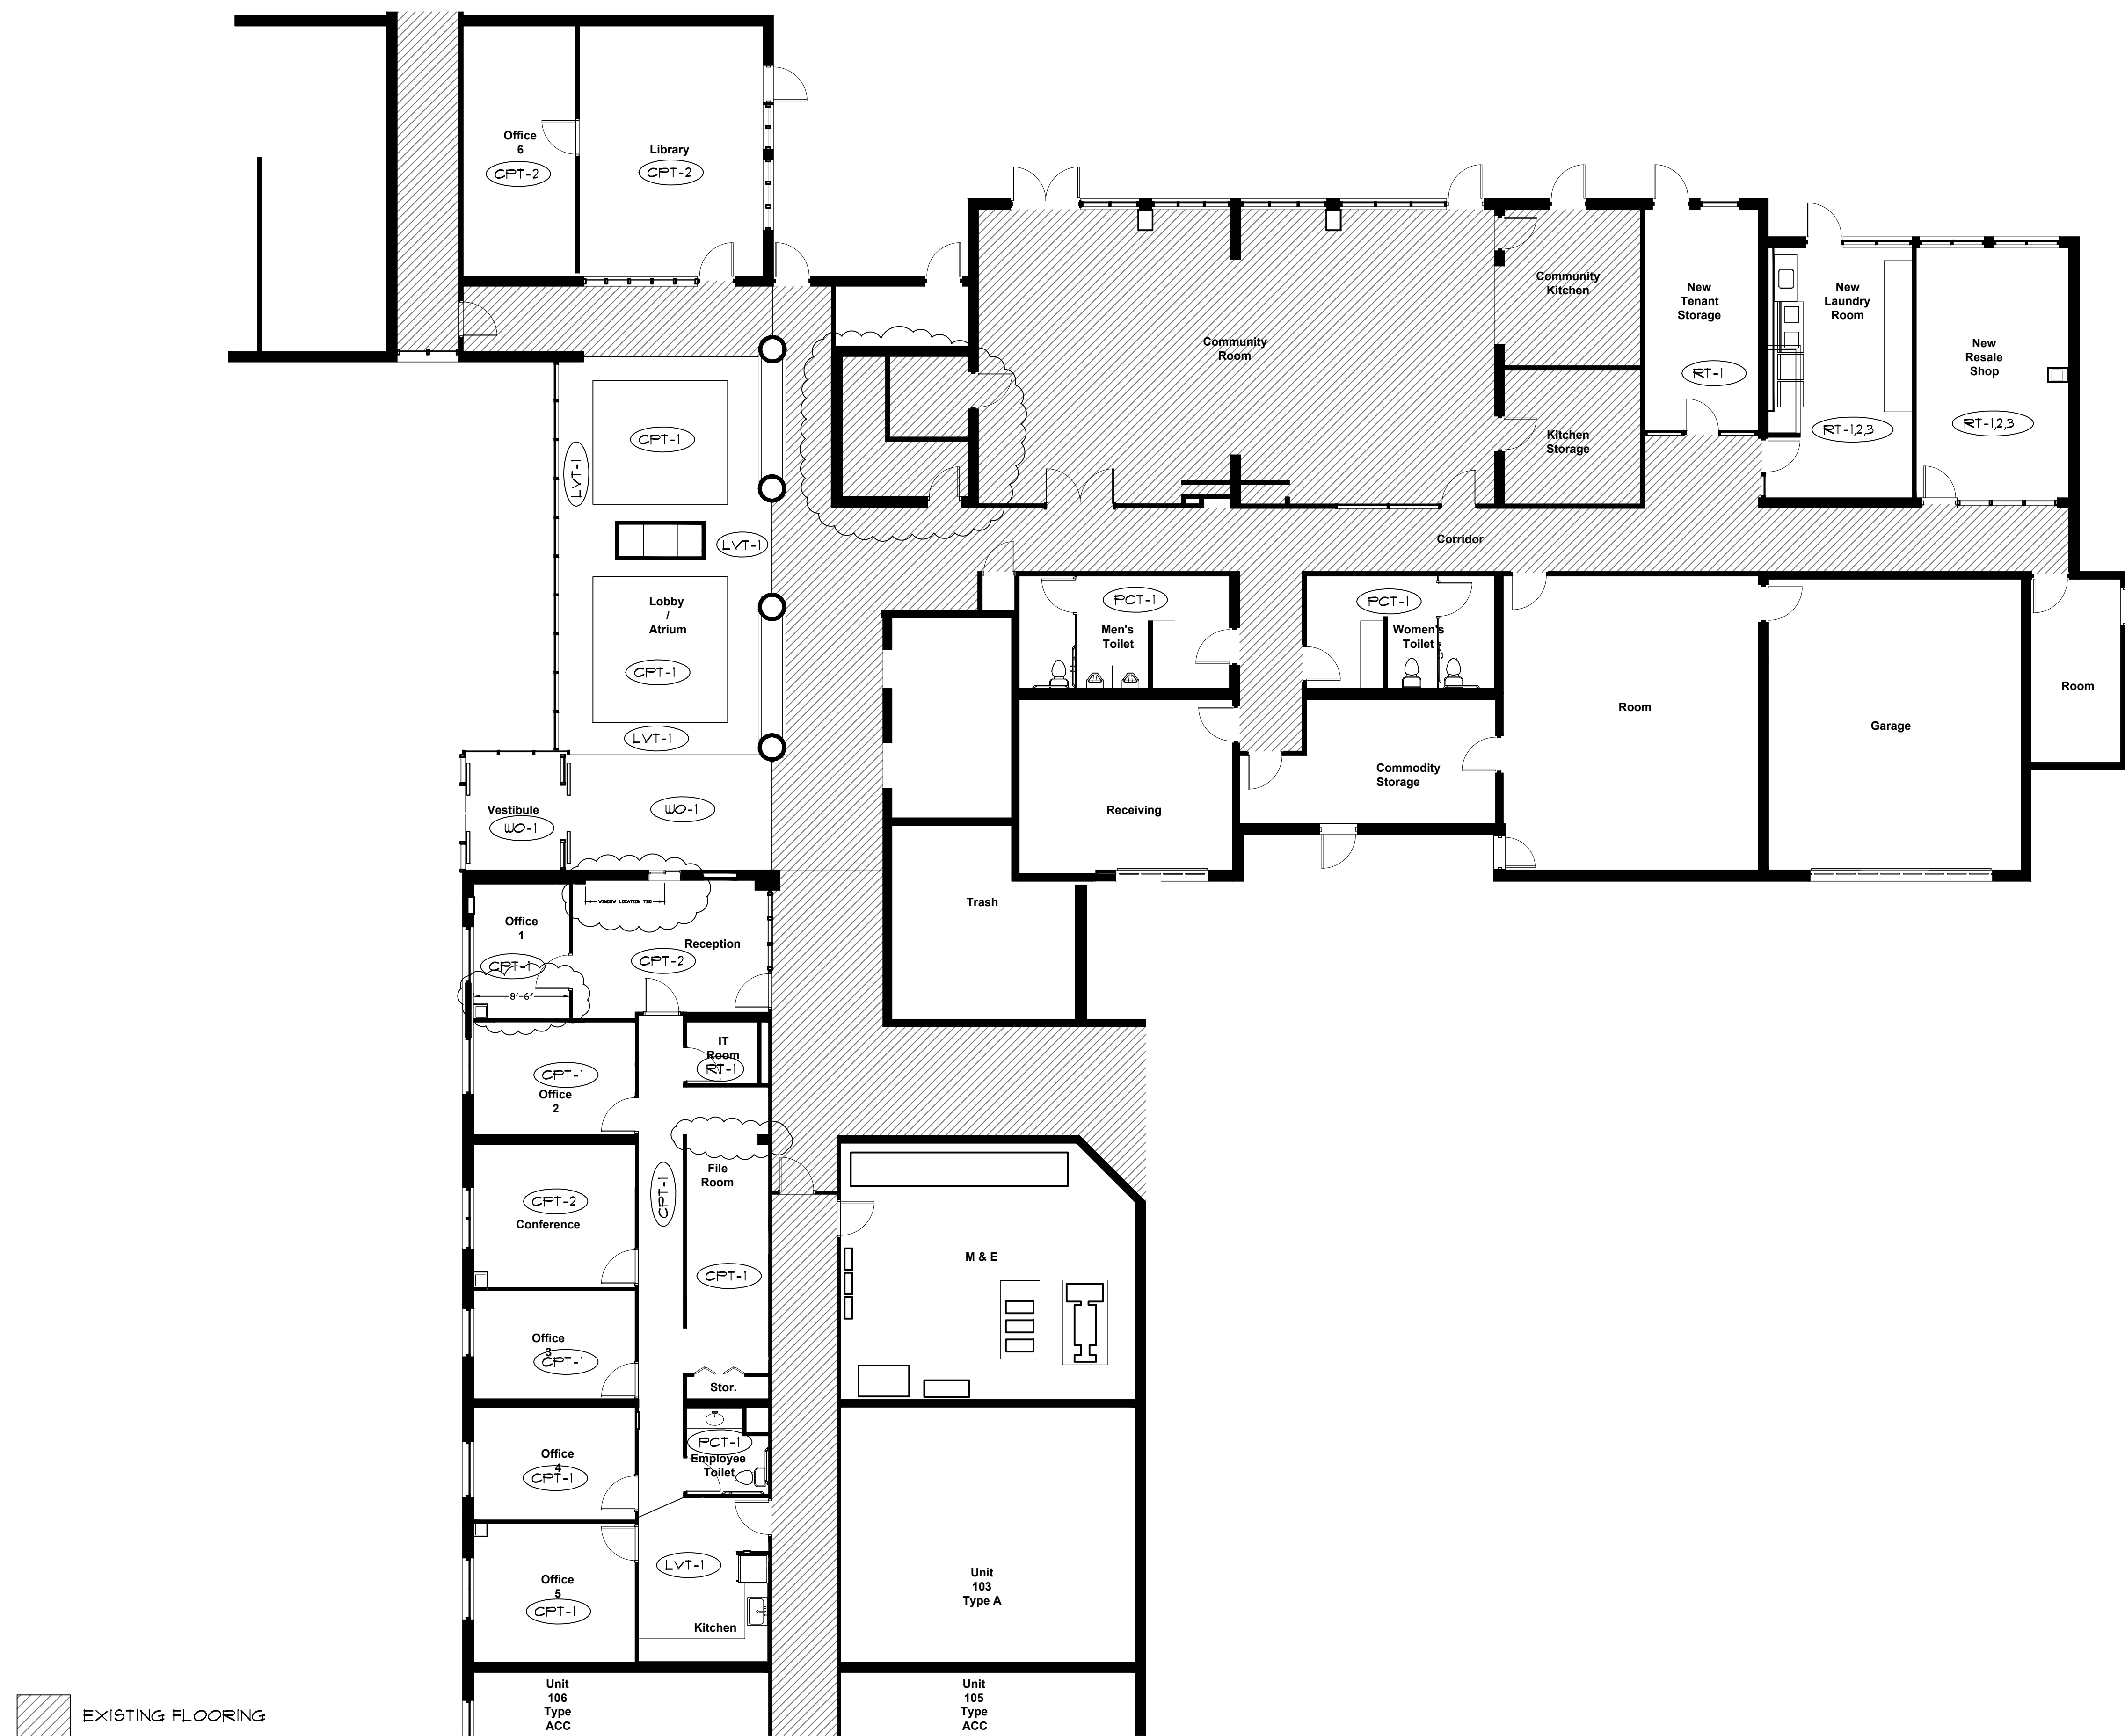 Office
6
CPT-2
Library
CPT-2
Community
Room
Community
Kitchen
Kitchen
Storage
New
Tenant
Storage
RT-1
New
Laundry
Room
RT-1,2,3
New
Resale
Shop
RT-1,2,3
CPT-1
LVT-1
LVT-1
Lobby
/
Atrium
CPT-1
LVT-1
Corridor
PCT-1
Men's
Toilet
PCT-1
Women's
Toilet
Room
Garage
Room
Commodity
Storage
Receiving
Vestibule
WO-1
WO-1
Trash
WINDOW LOCATION TBD
Office
1
CPT-1
8'-6"
Reception
CPT-2
IT
Room
RT-1
CPT-1
Office
2
CPT-1
File
Room
CPT-2
Conference
CPT-1
M & E
Office
3
CPT-1
Stor.
PCT-1
Employee
Toilet
Office
4
CPT-1
LVT-1
Office
5
CPT-1
Kitchen
Unit
103
Type A
Unit
106
Type
ACC
Unit
105
Type
ACC
EXISTING FLOORING